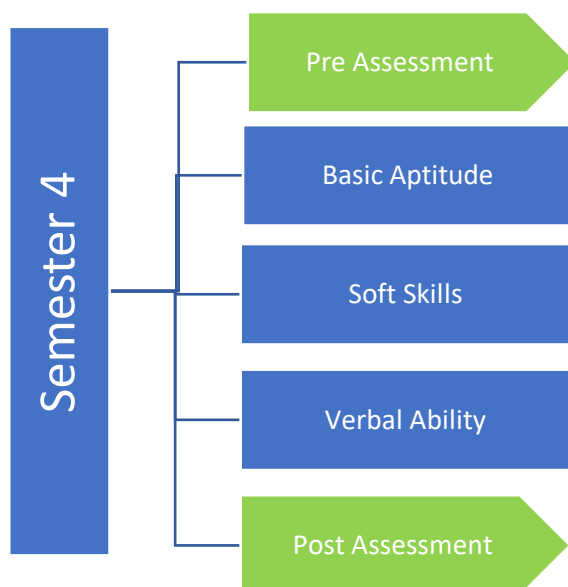 Semester 4
Pre Assessment
Basic Aptitude
Soft Skills
Verbal Ability
Post Assessment